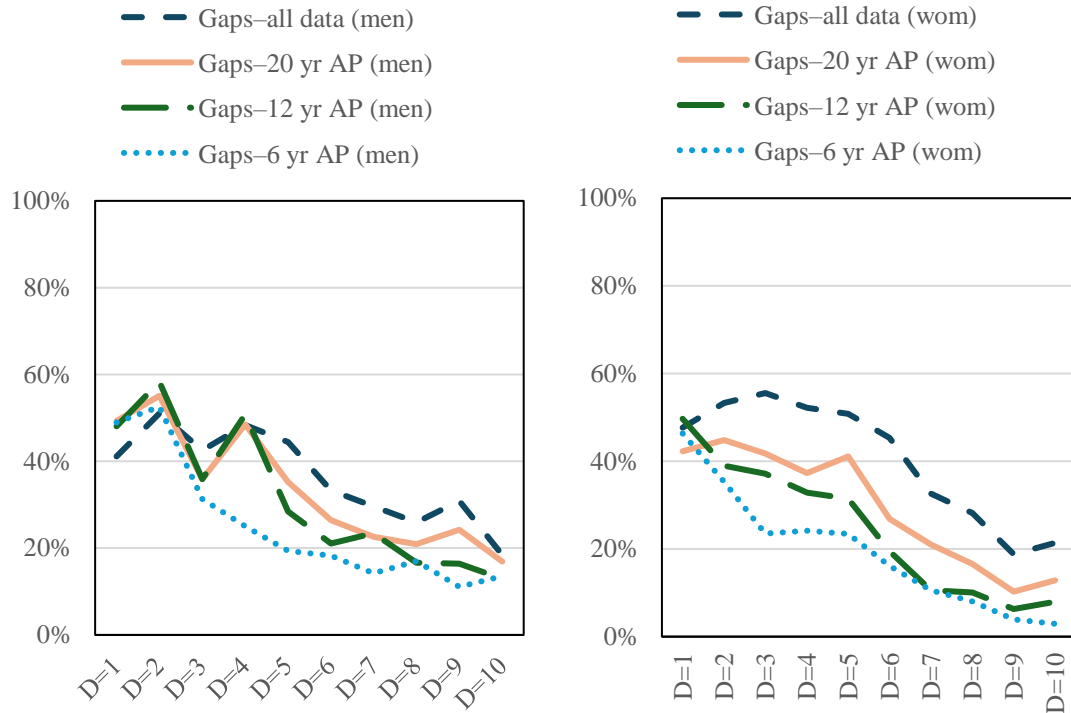 Gaps–all data (men)
Gaps–20 yr AP (men)
Gaps–12 yr AP (men)
Gaps–6 yr AP (men)
100%
80%
60%
40%
20%
0%
D=1
D=2
D=3
D=4
D=5
D=6
D=7
D=8
D=9
D=10
Gaps–all data (wom)
Gaps–20 yr AP (wom)
Gaps–12 yr AP (wom)
Gaps–6 yr AP (wom)
100%
80%
60%
40%
20%
0%
D=1
D=2
D=3
D=4
D=5
D=6
D=7
D=8
D=9
D=10